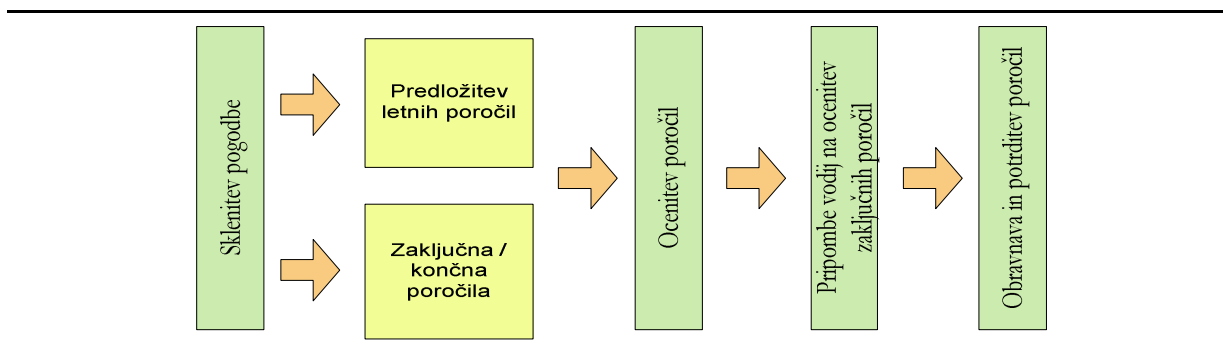 Sklenitev pogodbe
Predložitev
letnih poročil
Zaključna /
končna
poročila
Ocenitev poročil
Pripombe vodij na ocenitev
zaključnih poročil
Obravnava in potrditev poročil